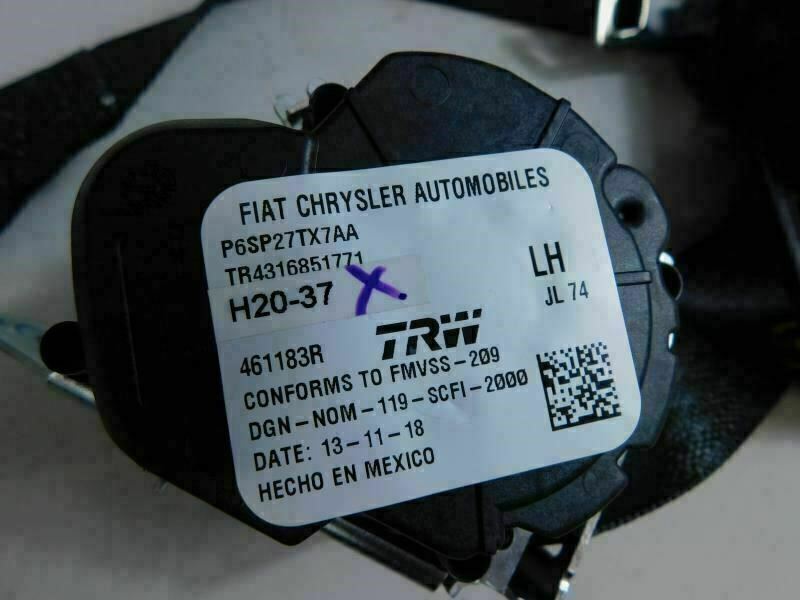 FIAT CHRYSLER AUTOMOBILES
P6SP27TX7AA
TR4316851771
LH
H20-37 X
JL 74
TRW
461183R
CONFORMS TO FMVSS-209
DGN-NOM-119-SCFI-2000
DATE: 13-11-18
HECHO EN MEXICO